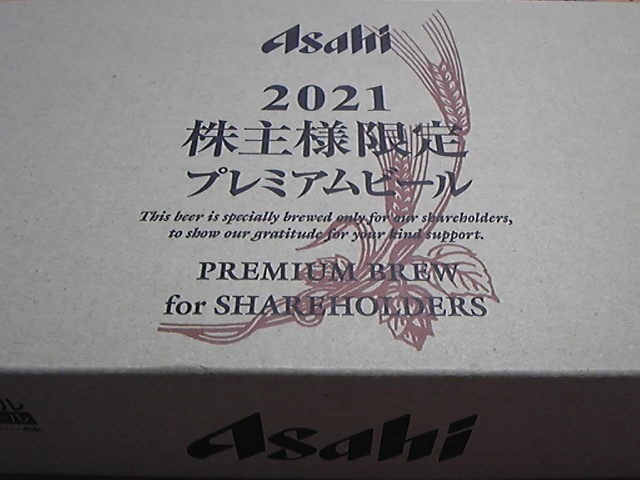 Asahi
2021
株主様限定
プレミアムビール
This beer is specially brewed only for our shareholders,
to show our gratitude for your kind support.
PREMIUM BREW
for SHAREHOLDERS
Asahi